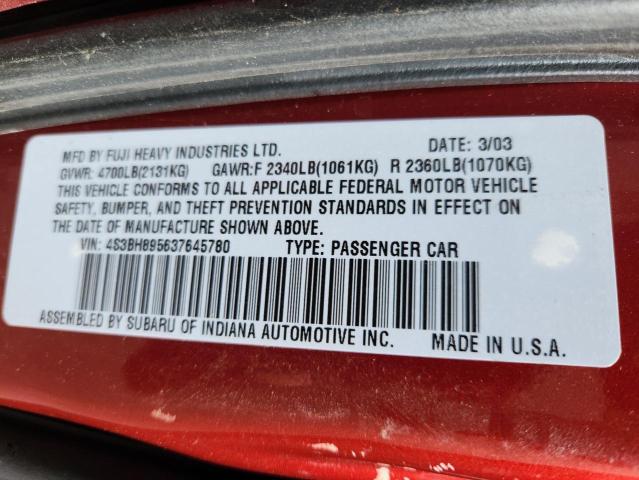 MFD BY FUJI HEAVY INDUSTRIES LTD. DATE: 3/03
GVWR: 4700LB(2131KG) GAWR:F 2340LB(1061KG) R 2360LB(1070KG)
THIS VEHICLE CONFORMS TO ALL APPLICABLE FEDERAL MOTOR VEHICLE
SAFETY, BUMPER, AND THEFT PREVENTION STANDARDS IN EFFECT ON
THE DATE OF MANUFACTURE SHOWN ABOVE.
VIN: 4S3BH895637645780 TYPE: PASSENGER CAR
ASSEMBLED BY SUBARU OF INDIANA AUTOMOTIVE INC. MADE IN U.S.A.